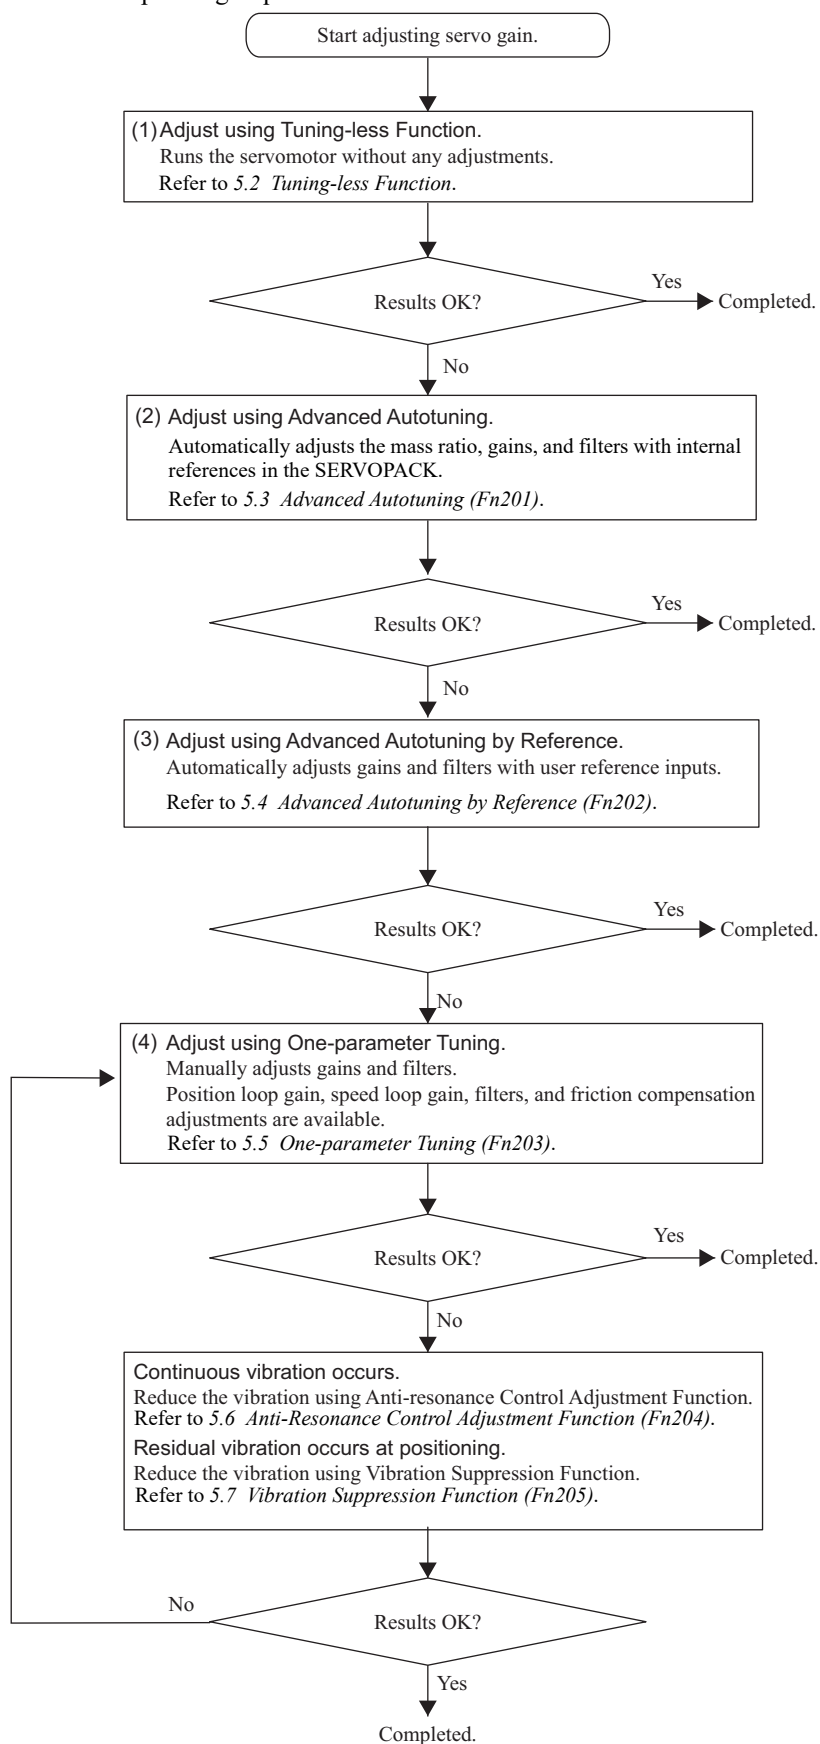 Start adjusting servo gain.
(1) Adjust using Tuning-less Function.
Runs the servomotor without any adjustments.
Refer to 5.2 Tuning-less Function.
Results OK?
Yes
Completed.
No
(2) Adjust using Advanced Autotuning.
Automatically adjusts the mass ratio, gains, and filters with internal
references in the SERVOPACK.
Refer to 5.3 Advanced Autotuning (Fn201).
Results OK?
Yes
Completed.
No
(3) Adjust using Advanced Autotuning by Reference.
Automatically adjusts gains and filters with user reference inputs.
Refer to 5.4 Advanced Autotuning by Reference (Fn202).
Results OK?
Yes
Completed.
No
(4) Adjust using One-parameter Tuning.
Manually adjusts gains and filters.
Position loop gain, speed loop gain, filters, and friction compensation
adjustments are available.
Refer to 5.5 One-parameter Tuning (Fn203).
Results OK?
Yes
Completed.
No
Continuous vibration occurs.
Reduce the vibration using Anti-resonance Control Adjustment Function.
Refer to 5.6 Anti-Resonance Control Adjustment Function (Fn204).
Residual vibration occurs at positioning.
Reduce the vibration using Vibration Suppression Function.
Refer to 5.7 Vibration Suppression Function (Fn205).
No
Results OK?
Yes
Completed.